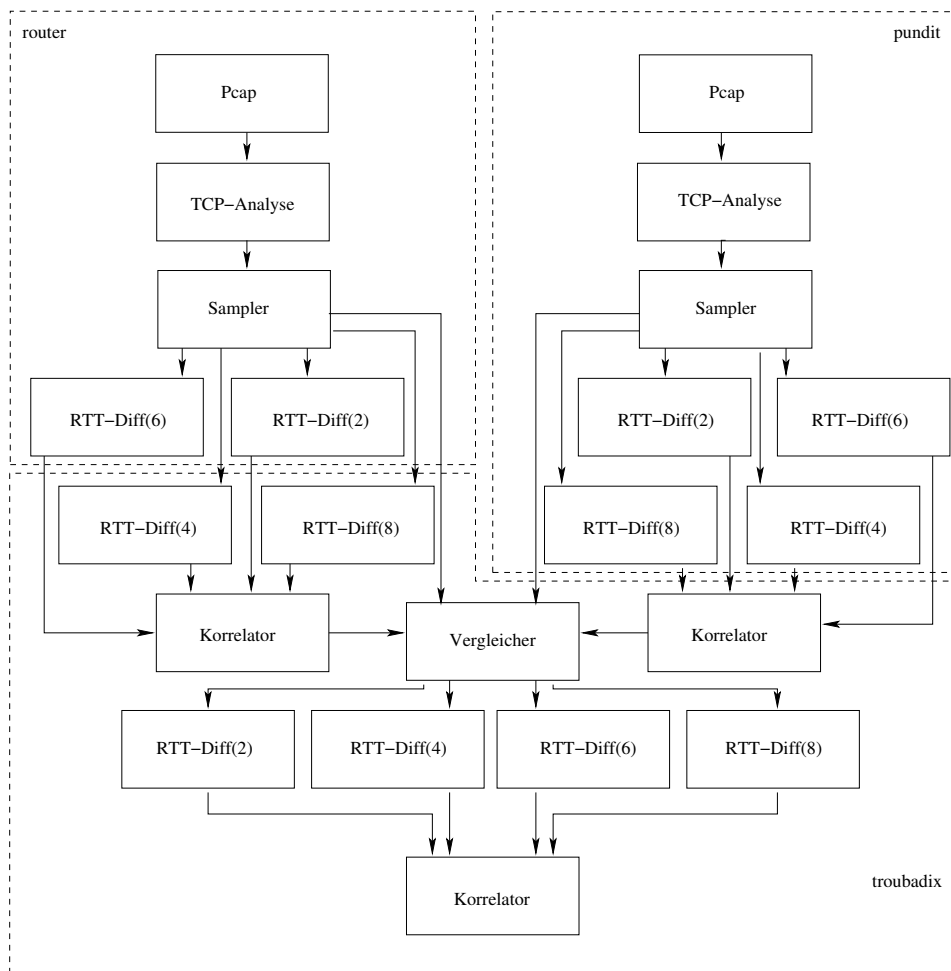 router
pundit
Pcap
Pcap
TCP−Analyse
TCP−Analyse
Sampler
Sampler
RTT−Diff(6)
RTT−Diff(2)
RTT−Diff(2)
RTT−Diff(6)
RTT−Diff(4)
RTT−Diff(8)
RTT−Diff(8)
RTT−Diff(4)
Korrelator
Vergleicher
Korrelator
RTT−Diff(2)
RTT−Diff(4)
RTT−Diff(6)
RTT−Diff(8)
troubadix
Korrelator